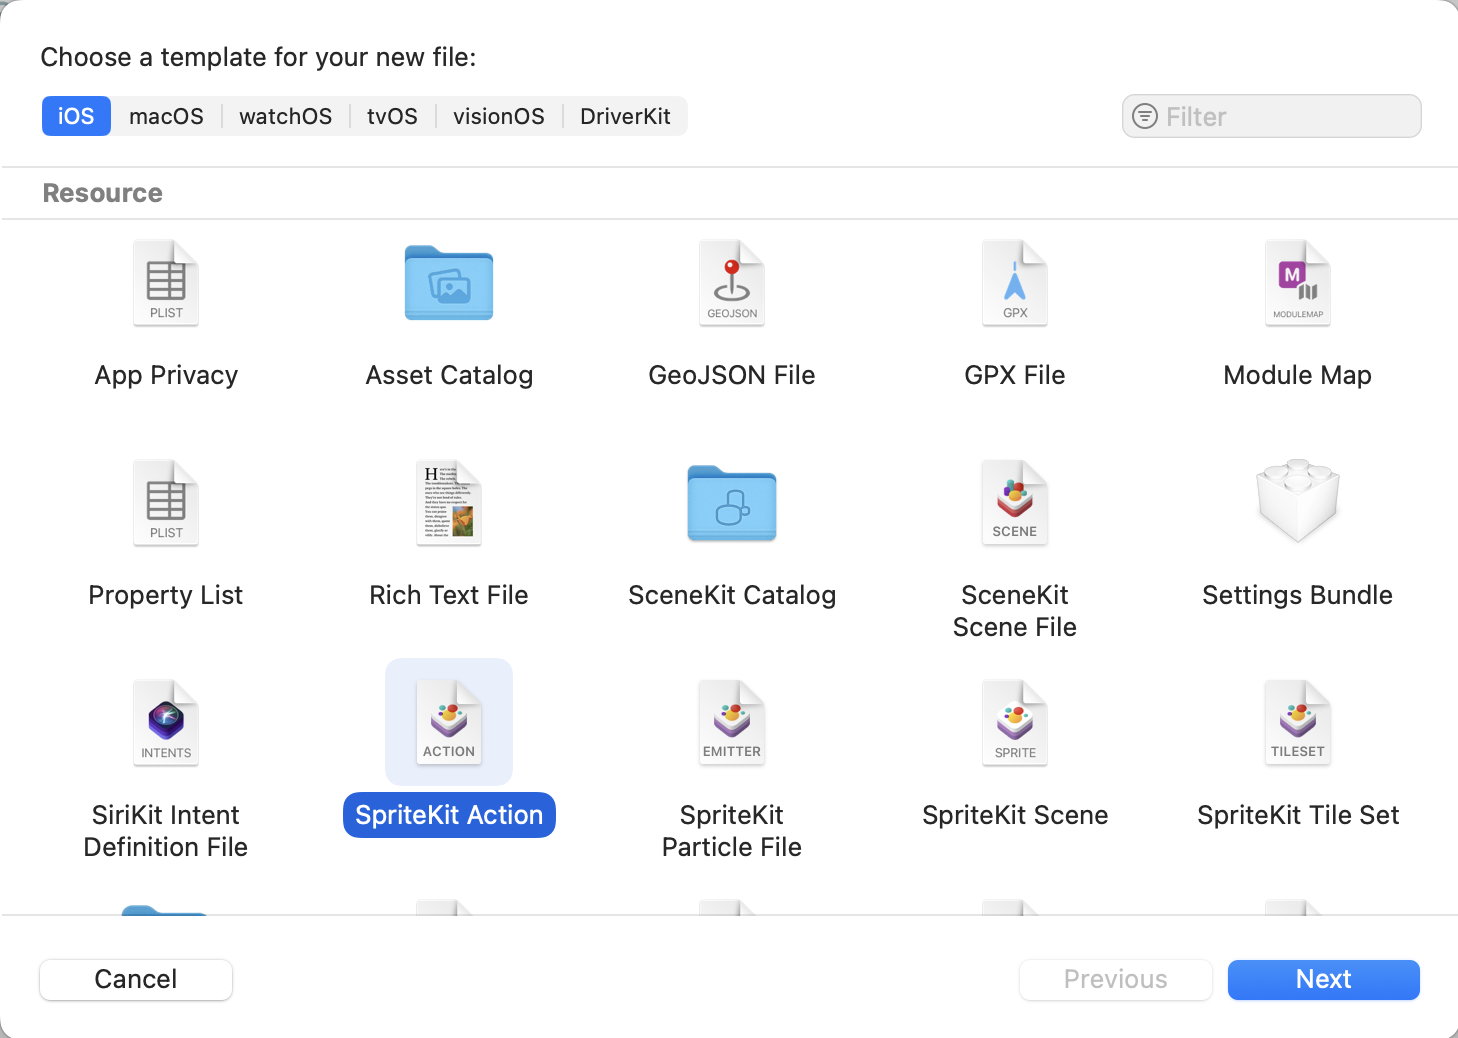 Choose a template for your new file:
iOS macOS watchOS tvOS visionOS DriverKit
Filter
Resource
PLIST GEOJSON GPX M MODULEMAP
App Privacy Asset Catalog GeoJSON File GPX File Module Map
PLIST H SCENE
Property List Rich Text File SceneKit Catalog SceneKit Settings Bundle
Scene File
INTENTS ACTION EMITTER SPRITE TILESET
SiriKit Intent SpriteKit Action SpriteKit SpriteKit Scene SpriteKit Tile Set
Definition File Particle File
Cancel Previous Next